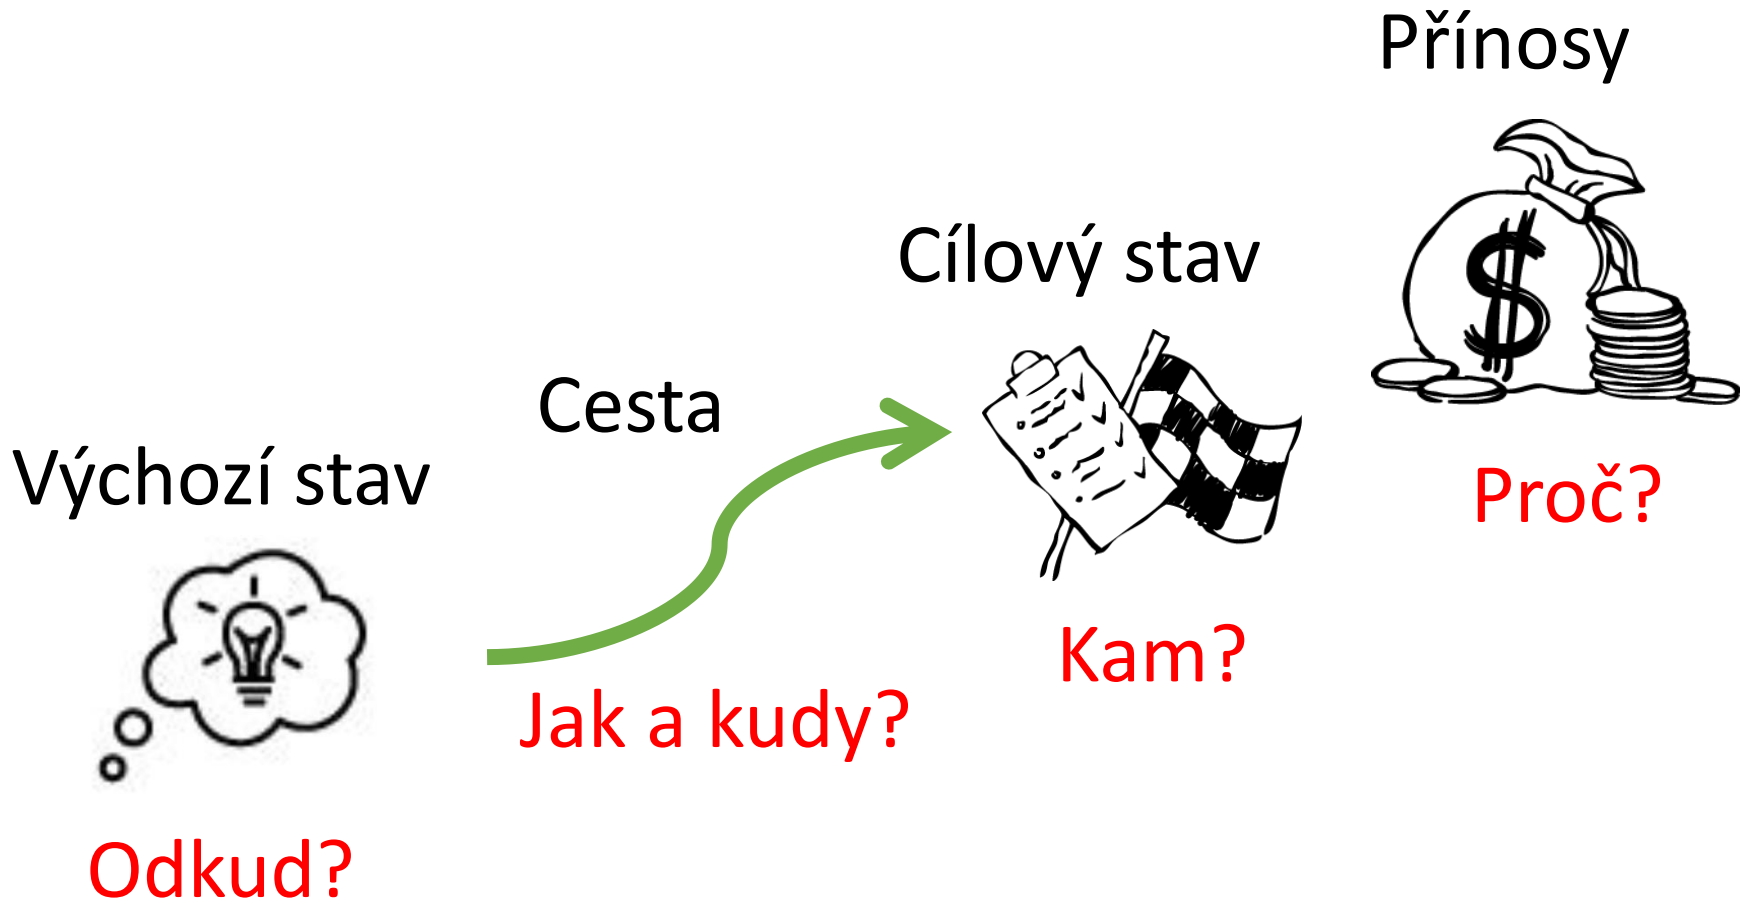 Výchozí stav
Odkud?
Cesta
Jak a kudy?
Cílový stav
Kam?
Přínosy
$
Proč?